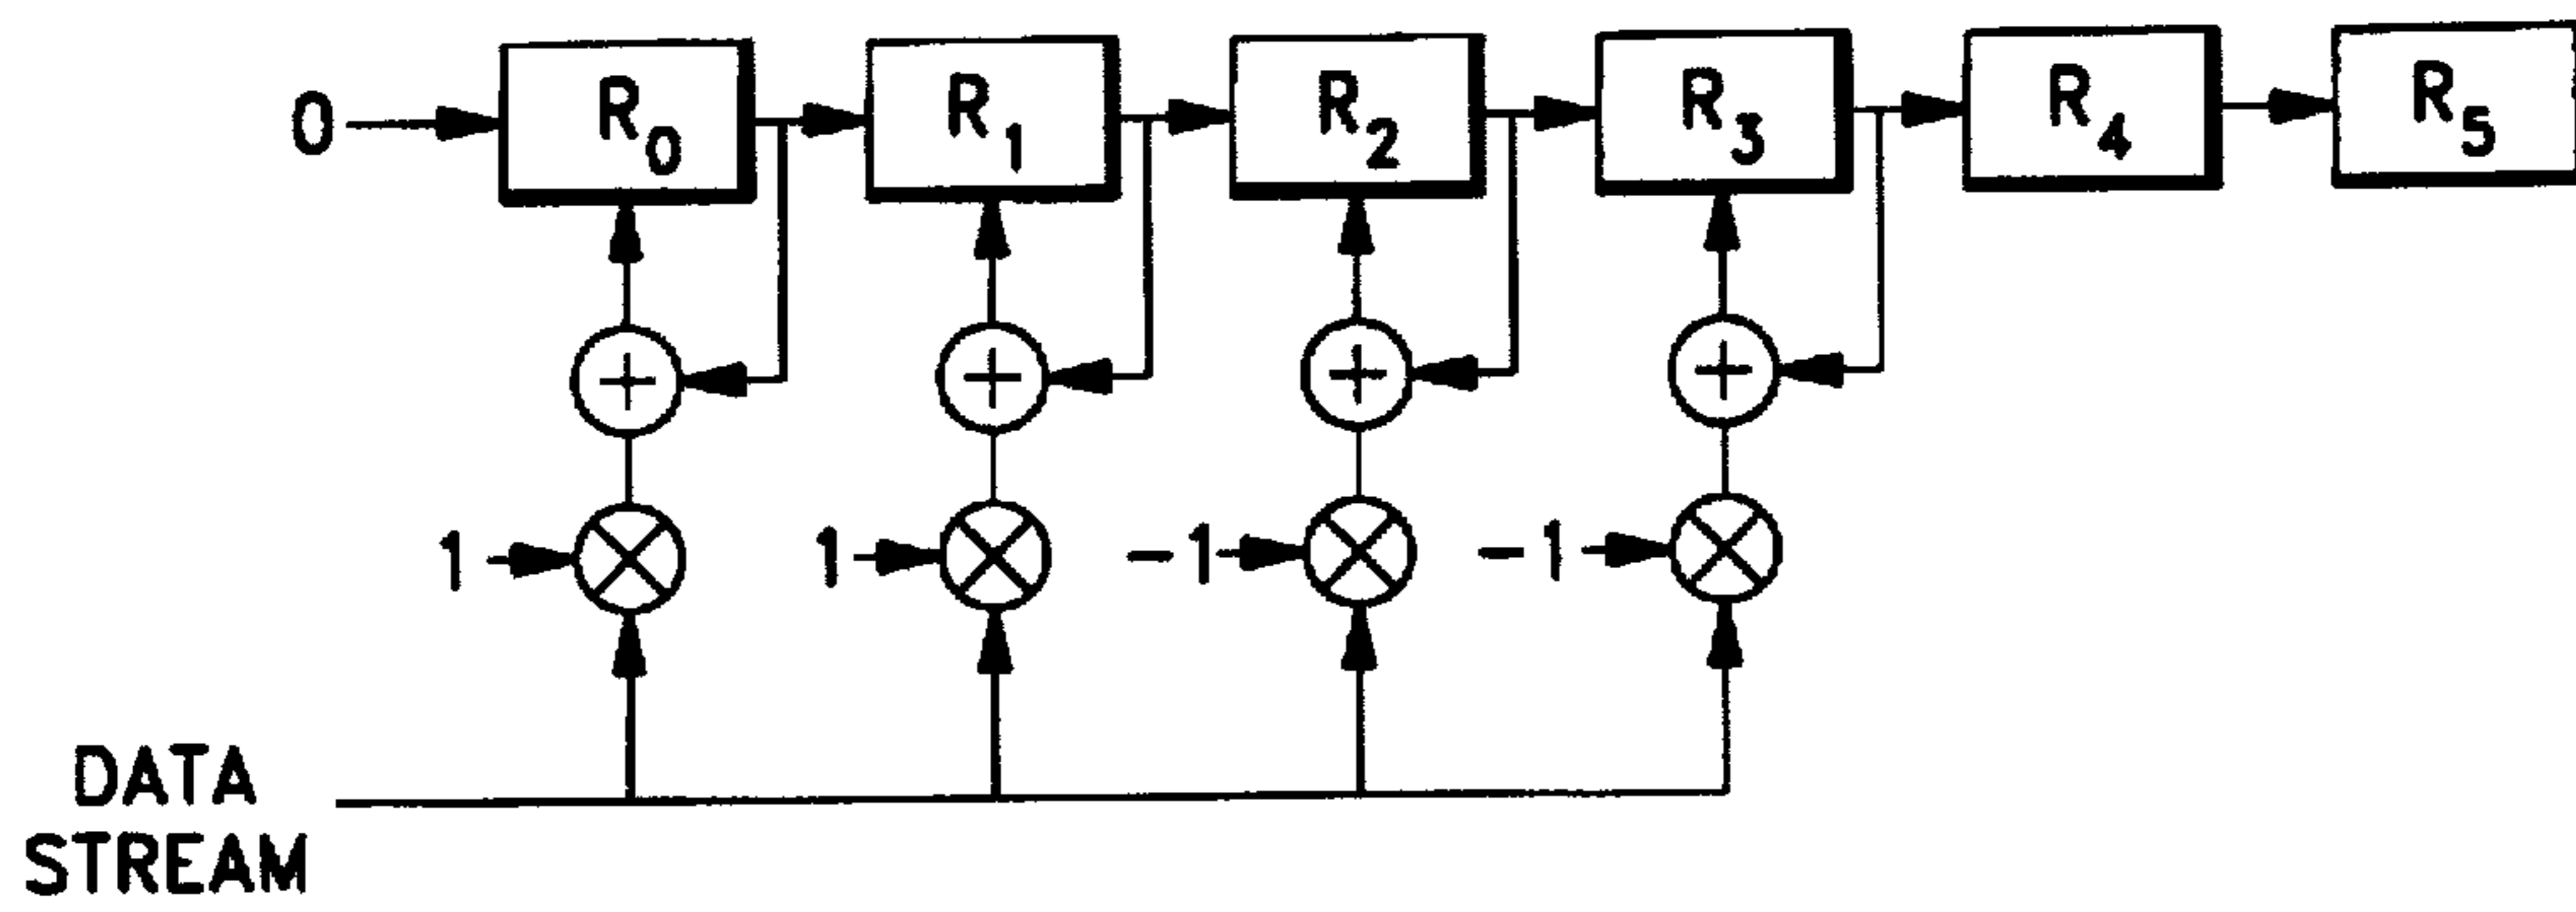 0 R0 R1 R2 R3 R4 R5
+ + + +
1 1 -1 -1
DATA
STREAM